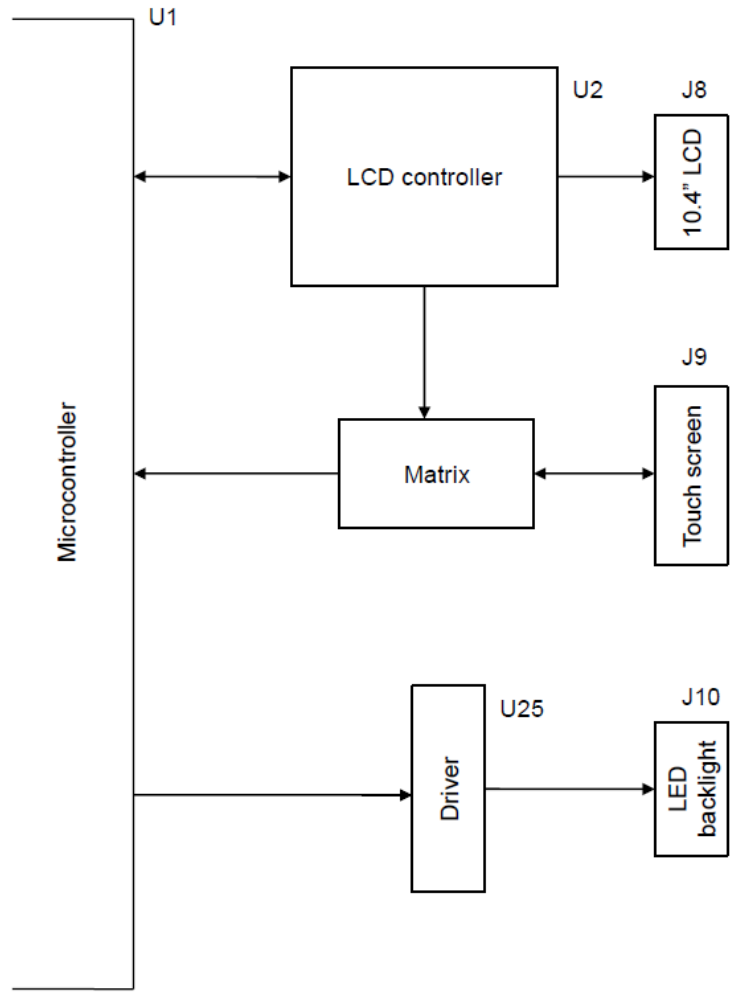 U1
U2
LCD controller
J8
10.4” LCD
J9
Microcontroller
Matrix
Touch screen
U25
Driver
J10
LED
backlight